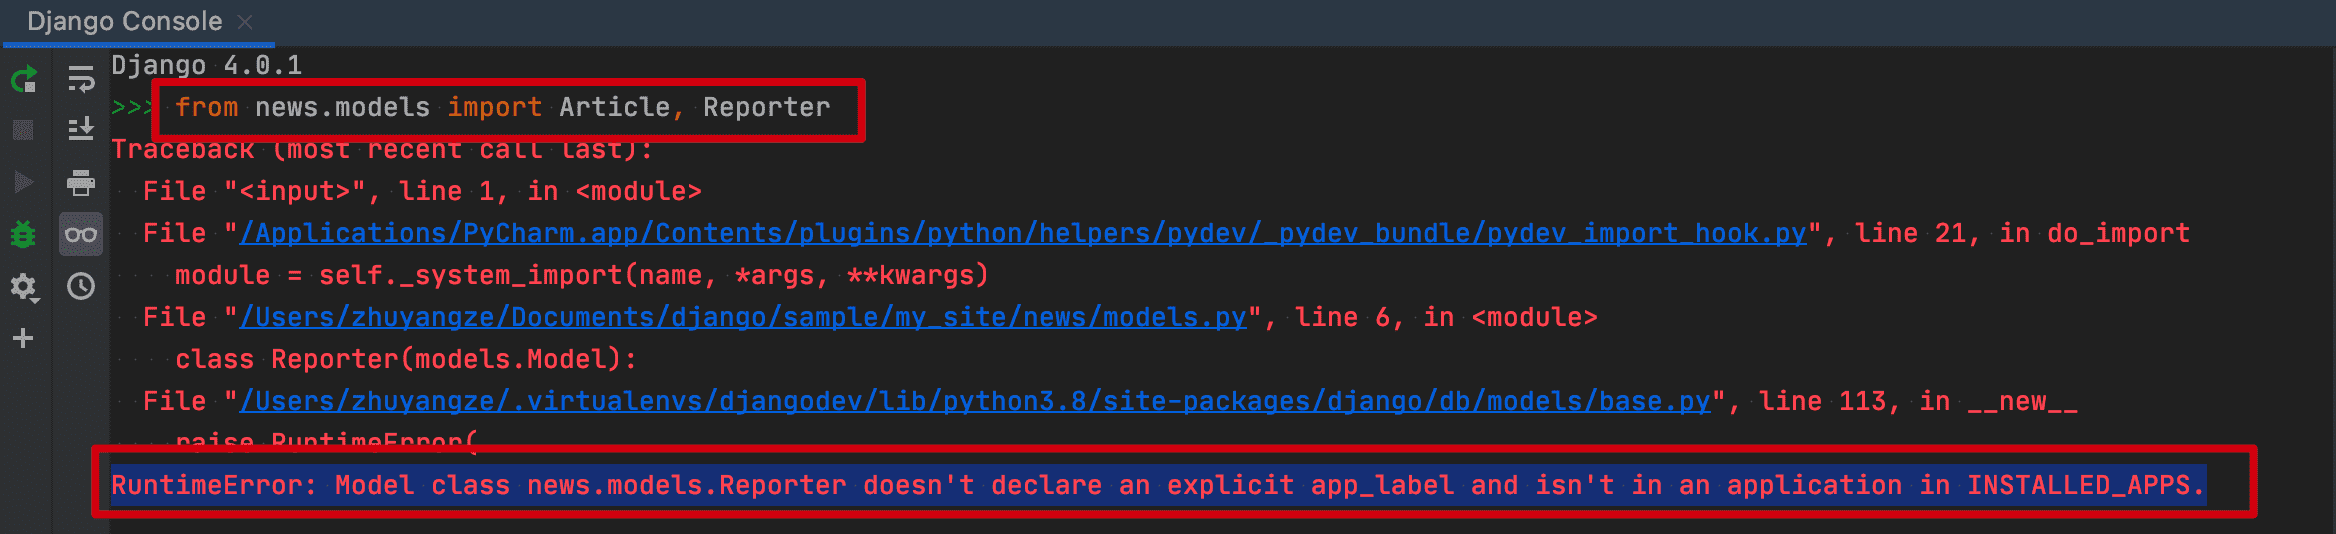 Django Console
Django 4.0.1
>>> from news.models import Article, Reporter
Traceback (most recent call last):
File "<input>", line 1, in <module>
File "/Applications/PyCharm.app/Contents/plugins/python/helpers/pydev/_pydev_bundle/pydev_import_hook.py", line 21, in do_import
module = self._system_import(name, *args, **kwargs)
File "/Users/zhuyangze/Documents/django/sample/my_site/news/models.py", line 6, in <module>
class Reporter(models.Model):
File "/Users/zhuyangze/.virtualenvs/djangodev/lib/python3.8/site-packages/django/db/models/base.py", line 113, in __new__
raise RuntimeError(
RuntimeError: Model class news.models.Reporter doesn't declare an explicit app_label and isn't in an application in INSTALLED_APPS.